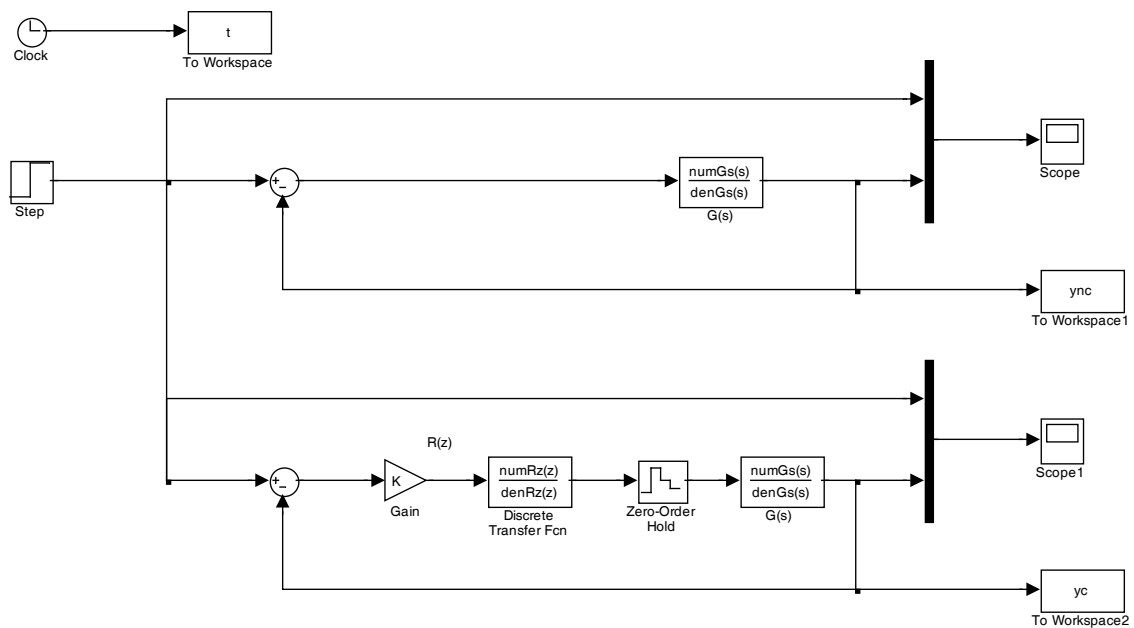 t
Clock
To Workspace
numGs(s)
denGs(s)
G(s)
Scope
Step
+
−
ync
To Workspace1
R(z)
+
−
K
Gain
numRz(z)
denRz(z)
Discrete
Transfer Fcn
Zero-Order
Hold
numGs(s)
denGs(s)
G(s)
Scope1
yc
To Workspace2